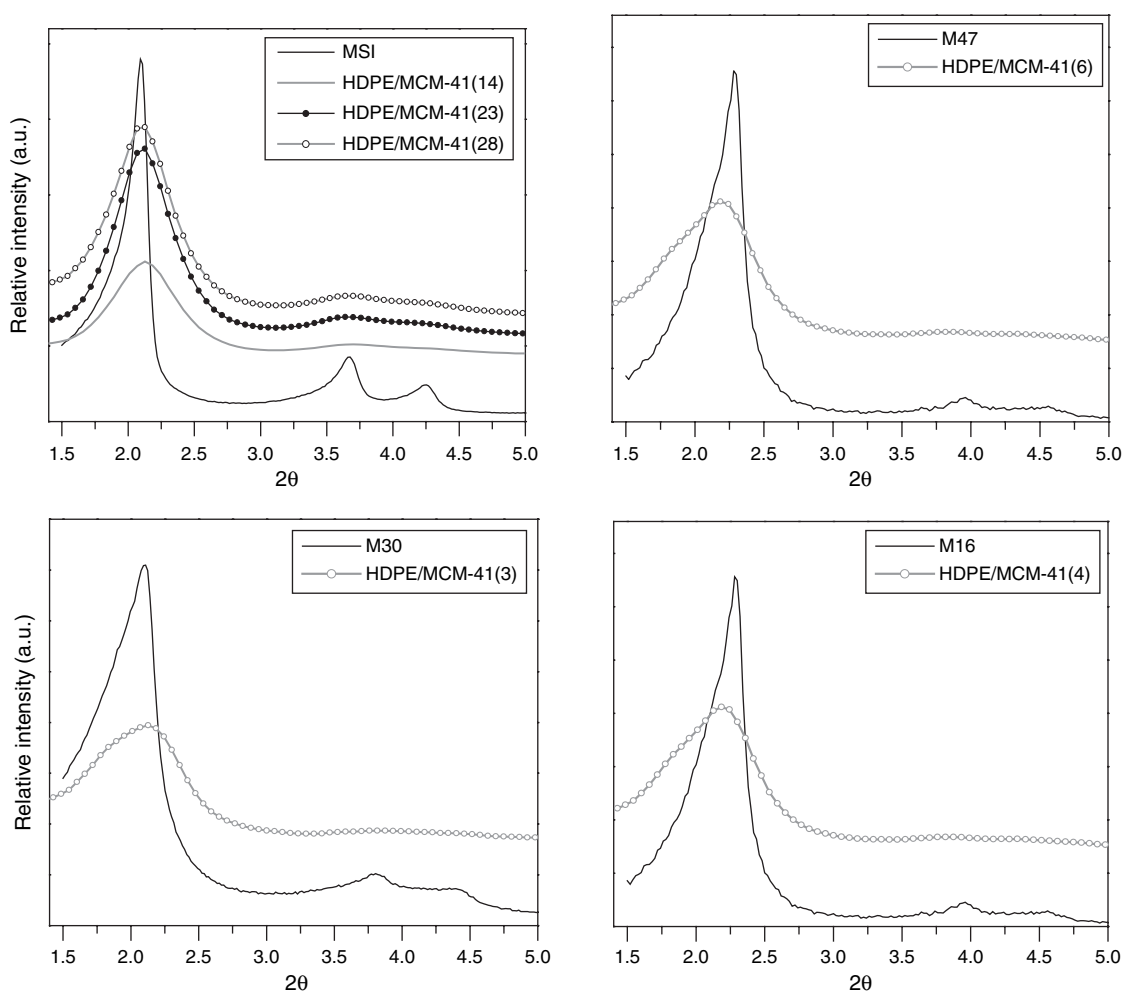 Relative intensity (a.u.)
MSI
HDPE/MCM-41(14)
HDPE/MCM-41(23)
HDPE/MCM-41(28)
1.5 2.0 2.5 3.0 3.5 4.0 4.5 5.0
2θ
M47
HDPE/MCM-41(6)
1.5 2.0 2.5 3.0 3.5 4.0 4.5 5.0
2θ
Relative intensity (a.u.)
M30
HDPE/MCM-41(3)
1.5 2.0 2.5 3.0 3.5 4.0 4.5 5.0
2θ
M16
HDPE/MCM-41(4)
1.5 2.0 2.5 3.0 3.5 4.0 4.5 5.0
2θ